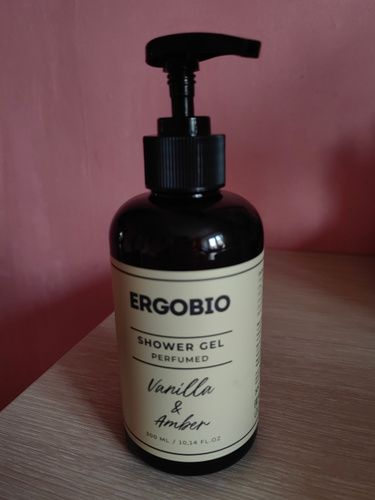 ERGOBIO
SHOWER GEL
PERFUMED
Vanilla
&
Amber
300 ML / 10,14 FL.OZ